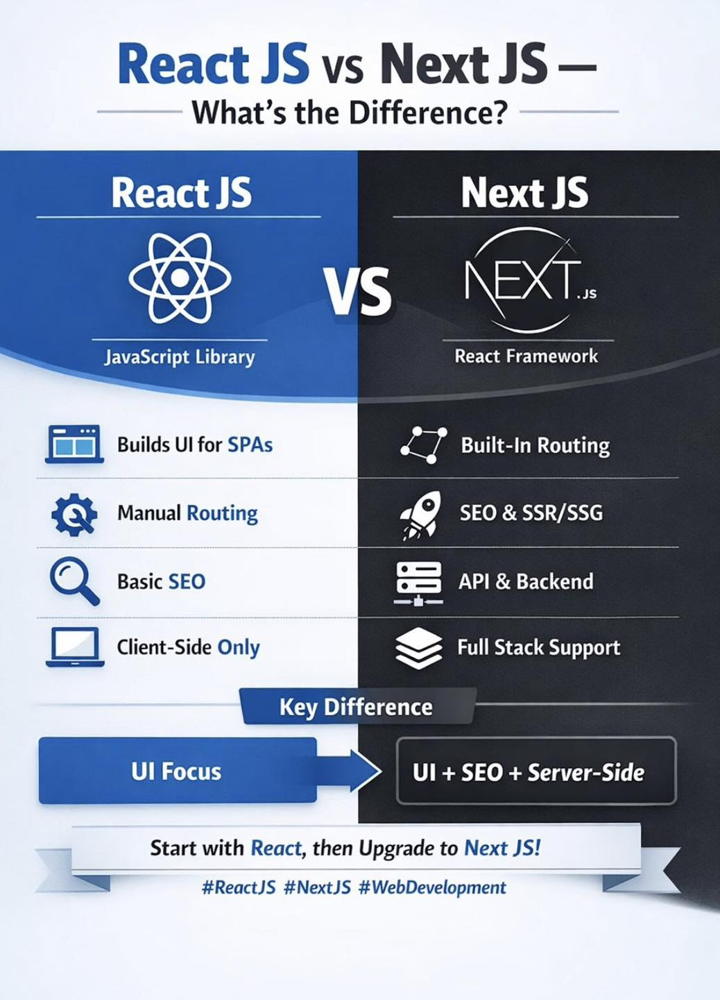 React JS vs Next JS —
What's the Difference?
React JS
Next JS
VS
NEXT.JS
JavaScript Library
React Framework
Builds UI for SPAs
Built-In Routing
Manual Routing
SEO & SSR/SSG
Basic SEO
API & Backend
Client-Side Only
Full Stack Support
Key Difference
UI Focus
UI + SEO + Server-Side
Start with React, then Upgrade to Next JS!
#ReactJS #NextJS #WebDevelopment